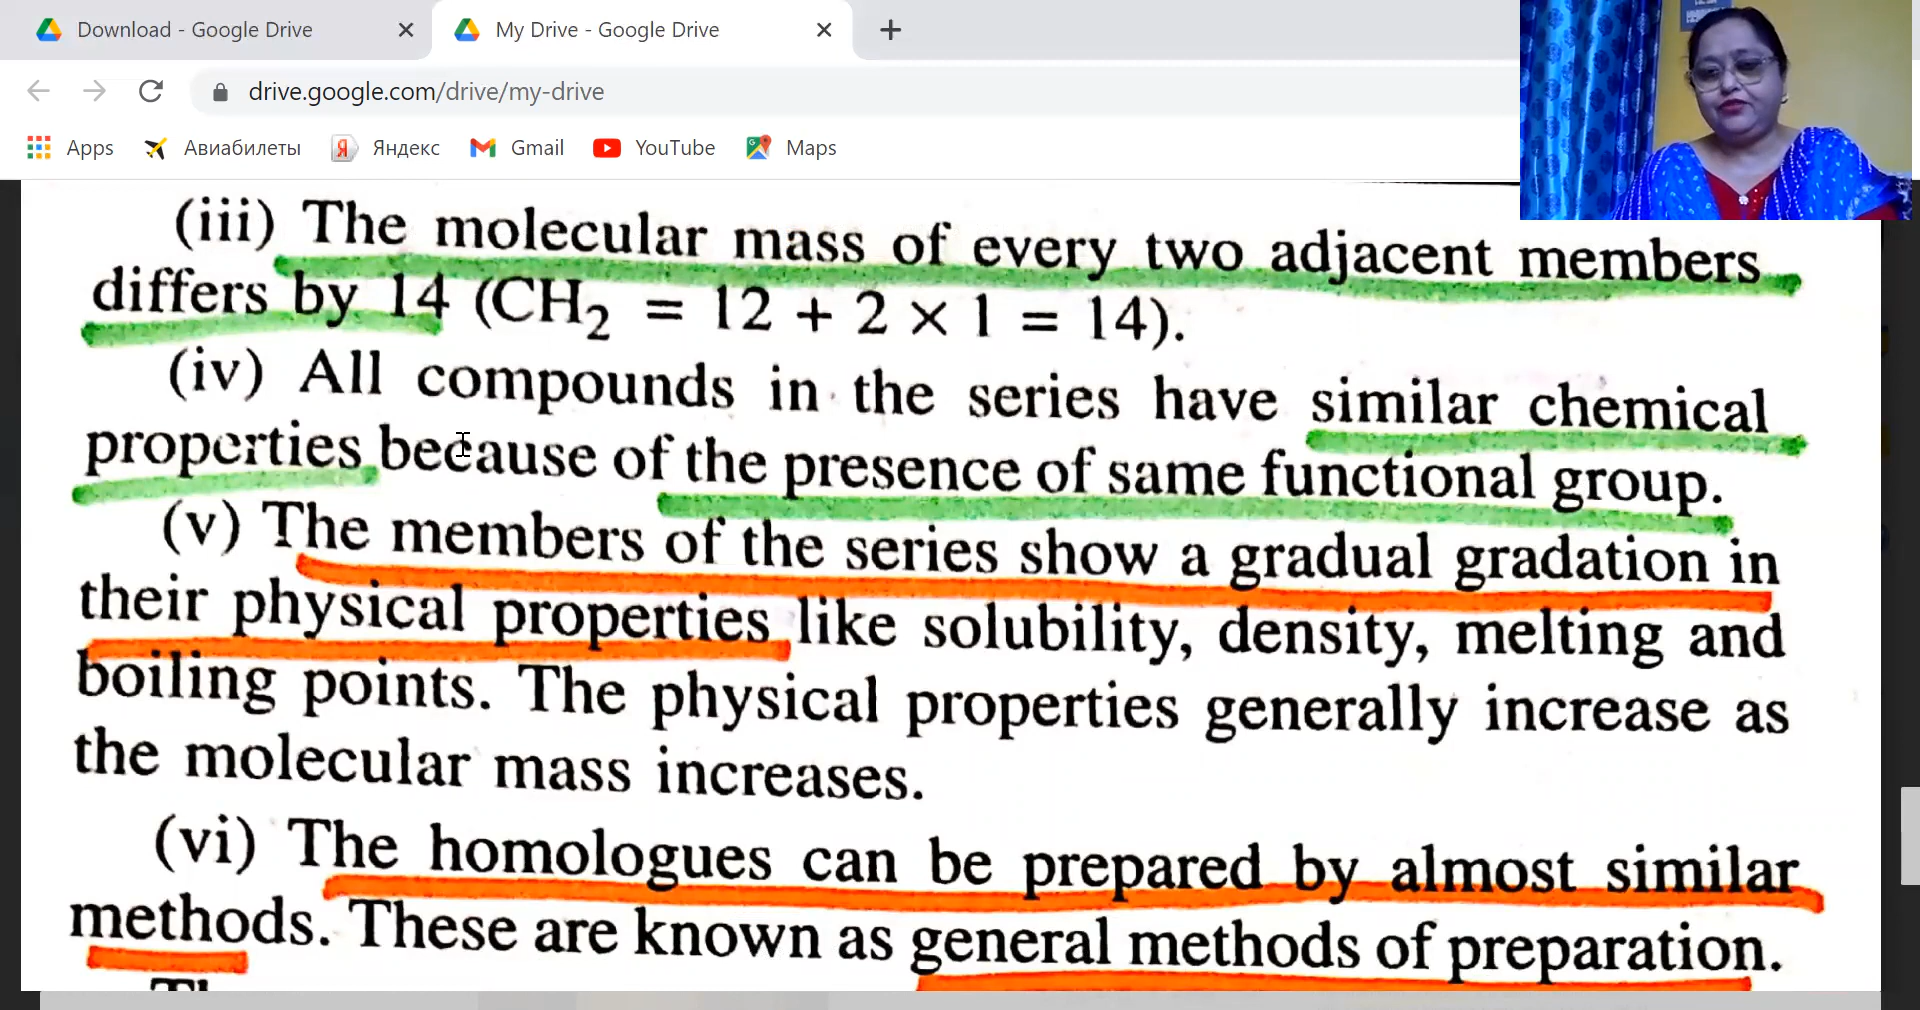 Download - Google Drive
My Drive - Google Drive
drive.google.com/drive/my-drive
Apps
Авиабилеты
Яндекс
Gmail
YouTube
Maps
(iii) The molecular mass of every two adjacent members
differs by 14 (CH₂ = 12 + 2 × 1 = 14).
(iv) All compounds in the series have similar chemical
properties because of the presence of same functional group.
(v) The members of the series show a gradual gradation in
their physical properties like solubility, density, melting and
boiling points. The physical properties generally increase as
the molecular mass increases.
(vi) The homologues can be prepared by almost similar
methods. These are known as general methods of preparation.